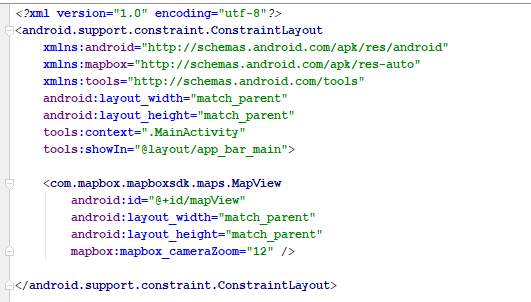 <?xml version="1.0" encoding="utf-8"?>
<android.support.constraint.ConstraintLayout
xmlns:android="http://schemas.android.com/apk/res/android"
xmlns:mapbox="http://schemas.android.com/apk/res-auto"
xmlns:tools="http://schemas.android.com/tools"
android:layout_width="match_parent"
android:layout_height="match_parent"
tools:context=".MainActivity"
tools:showIn="@layout/app_bar_main">
<com.mapbox.mapboxsdk.maps.MapView
android:id="@+id/mapView"
android:layout_width="match_parent"
android:layout_height="match_parent"
mapbox:mapbox_cameraZoom="12" />
</android.support.constraint.ConstraintLayout>